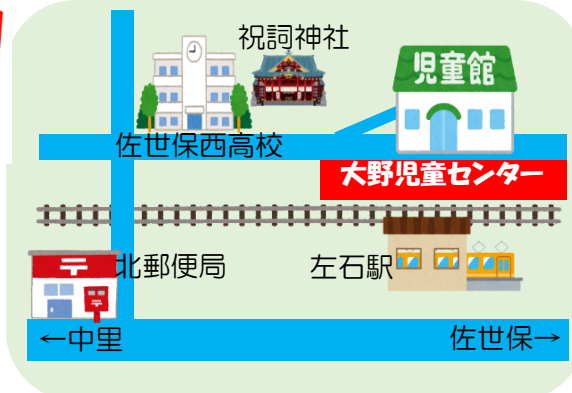 祝詞神社
児童館
佐世保西高校
大野児童センター
北郵便局
左石駅
←中里
佐世保→